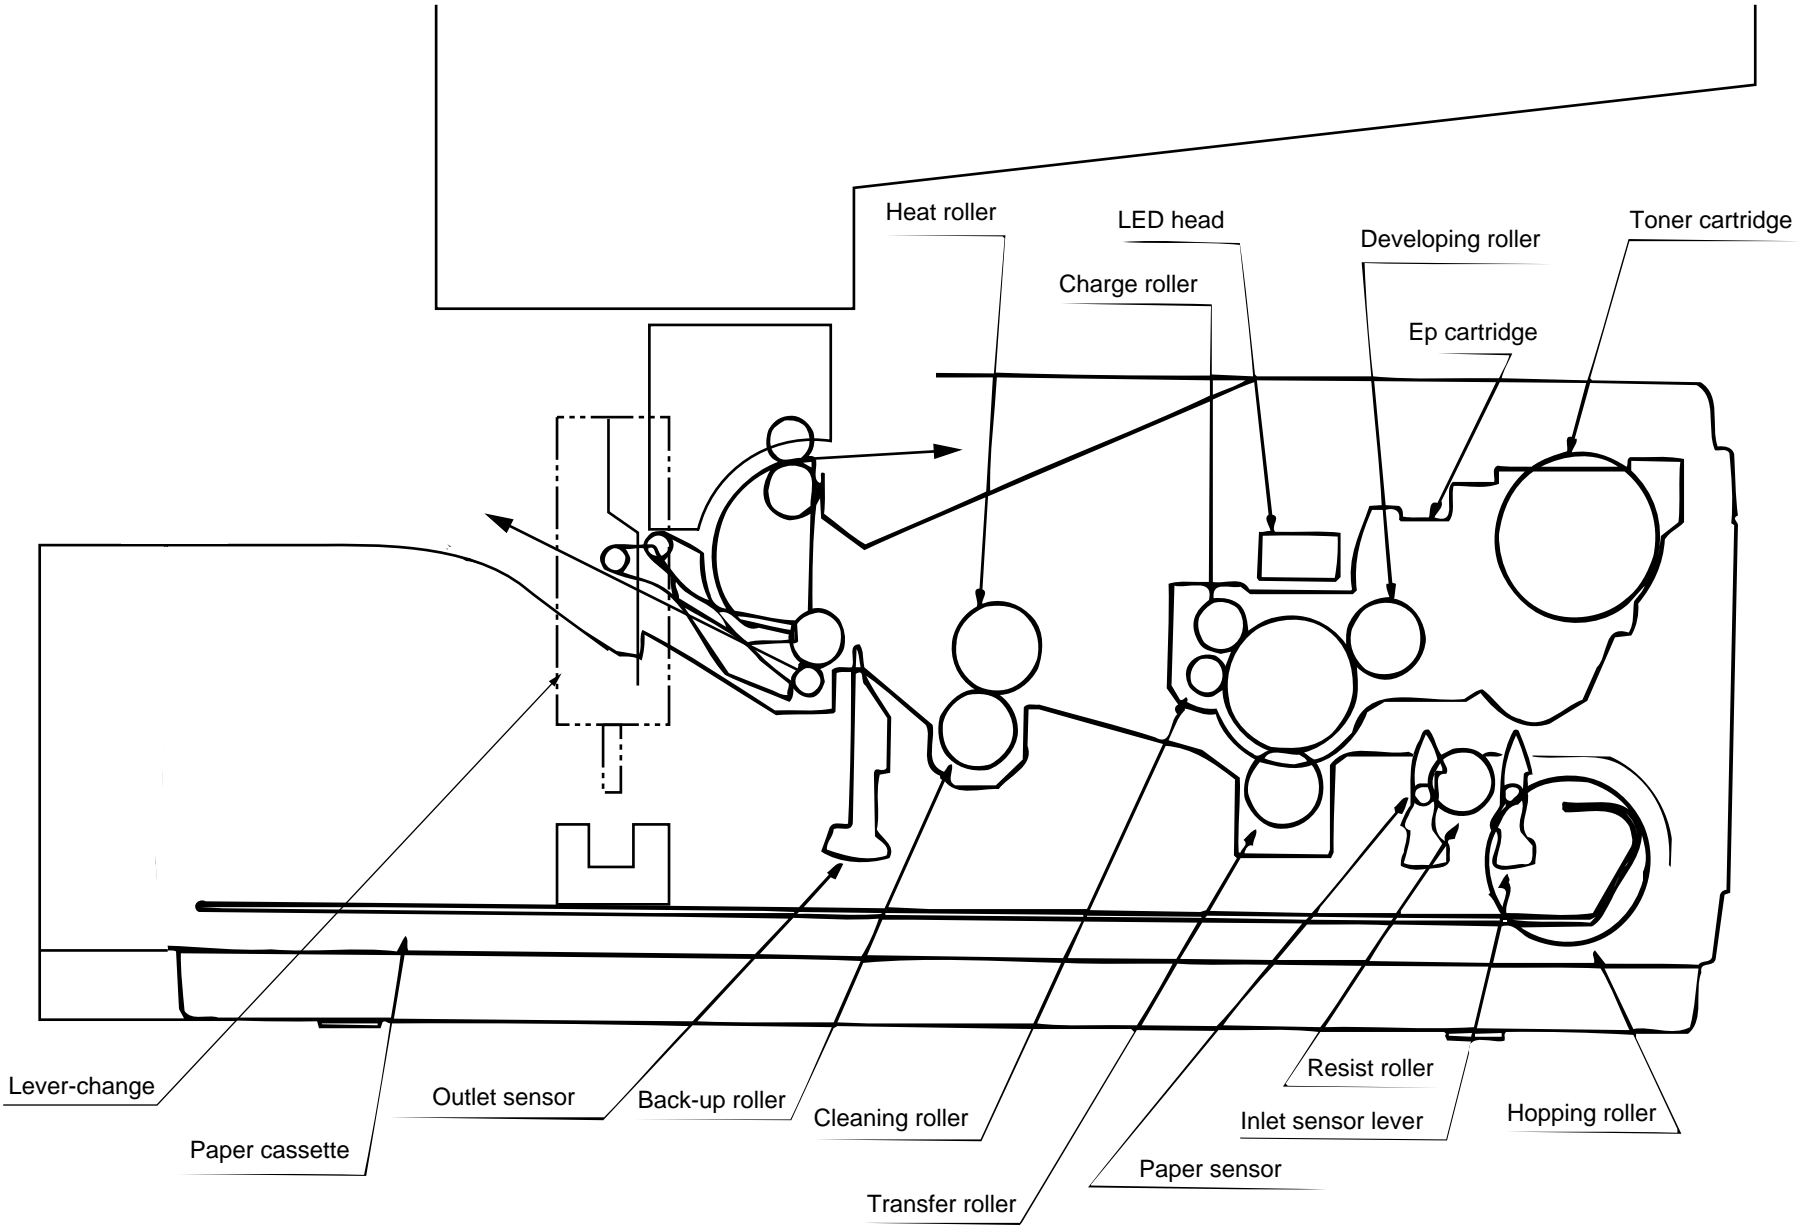 Heat roller
LED head
Toner cartridge
Developing roller
Charge roller
Ep cartridge
Resist roller
Lever-change
Outlet sensor
Back-up roller
Cleaning roller
Inlet sensor lever
Hopping roller
Paper cassette
Paper sensor
Transfer roller